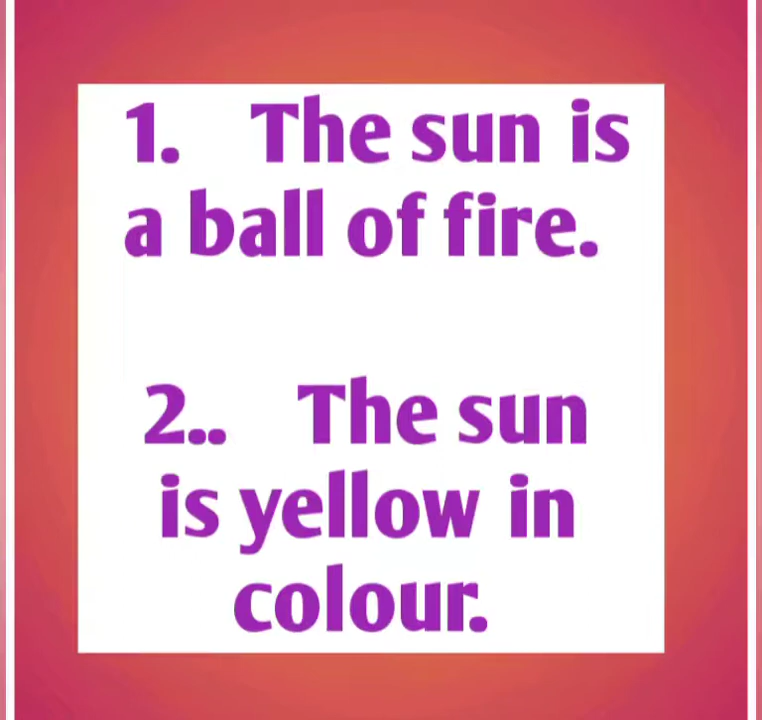 1. The sun is
a ball of fire.
2.. The sun
is yellow in
colour.